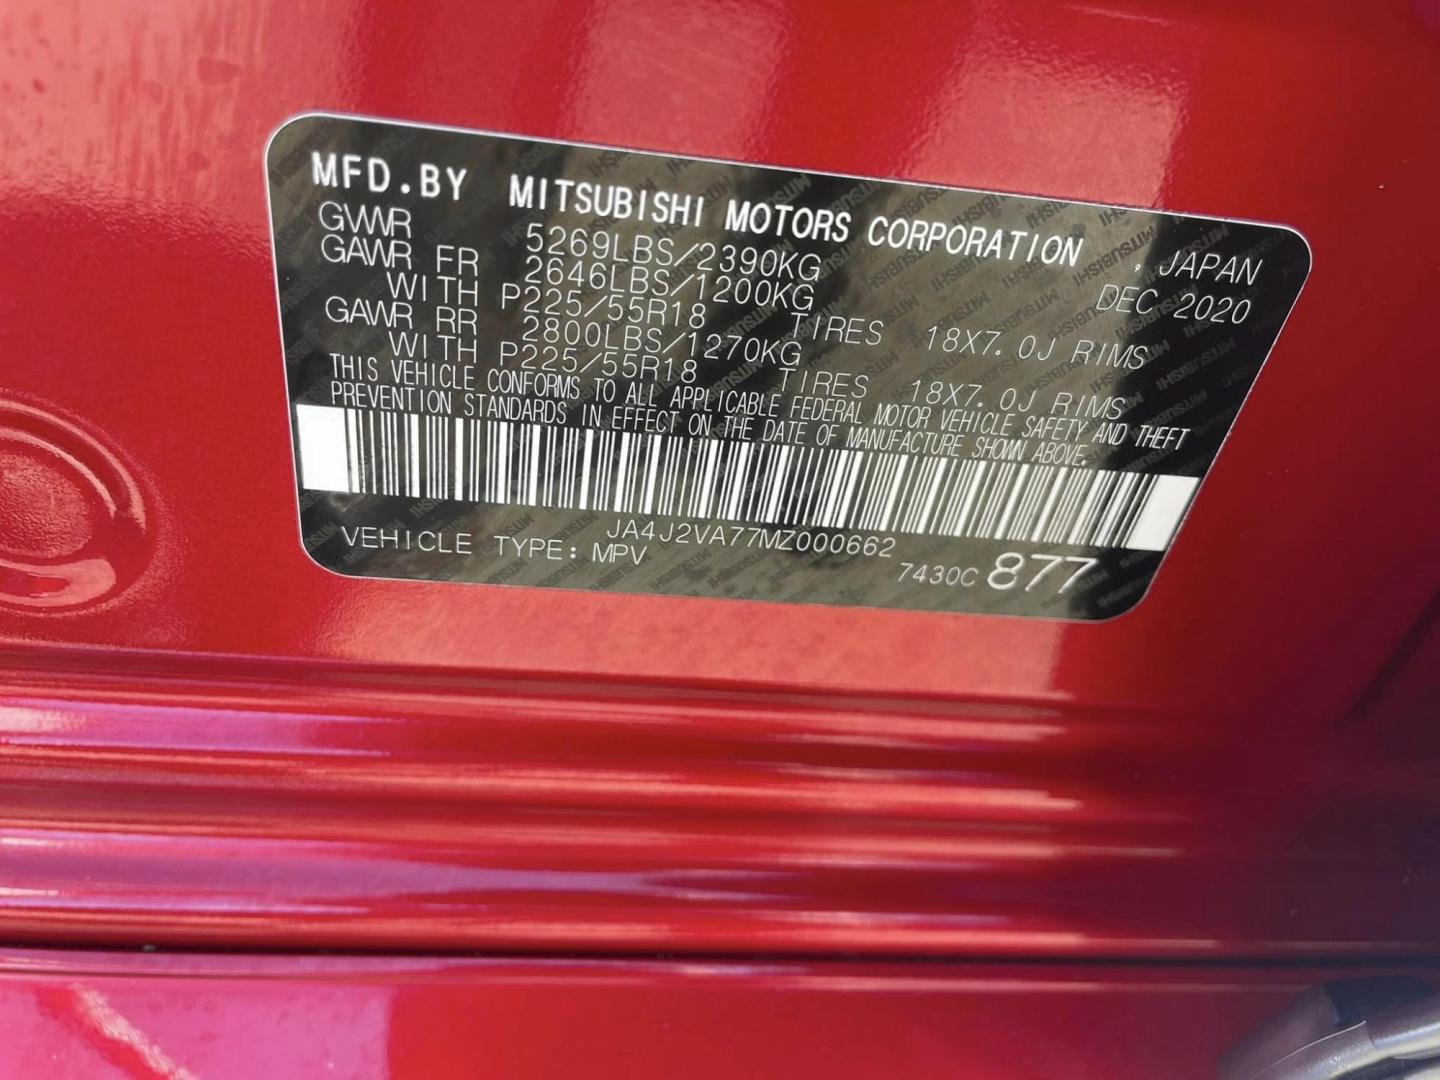 MFD.BY MITSUBISHI MOTORS CORPORATION , JAPAN
GVWR 5269LBS/2390KG DEC 2020
GAWR FR 2646LBS/1200KG
WITH P225/55R18 TIRES 18X7.0J RIMS
GAWR RR 2800LBS/1270KG
WITH P225/55R18 TIRES 18X7.0J RIMS
THIS VEHICLE CONFORMS TO ALL APPLICABLE FEDERAL MOTOR VEHICLE SAFETY AND THEFT
PREVENTION STANDARDS IN EFFECT ON THE DATE OF MANUFACTURE SHOWN ABOVE.
JA4J2VA77MZ000662
VEHICLE TYPE: MPV 7430C 877